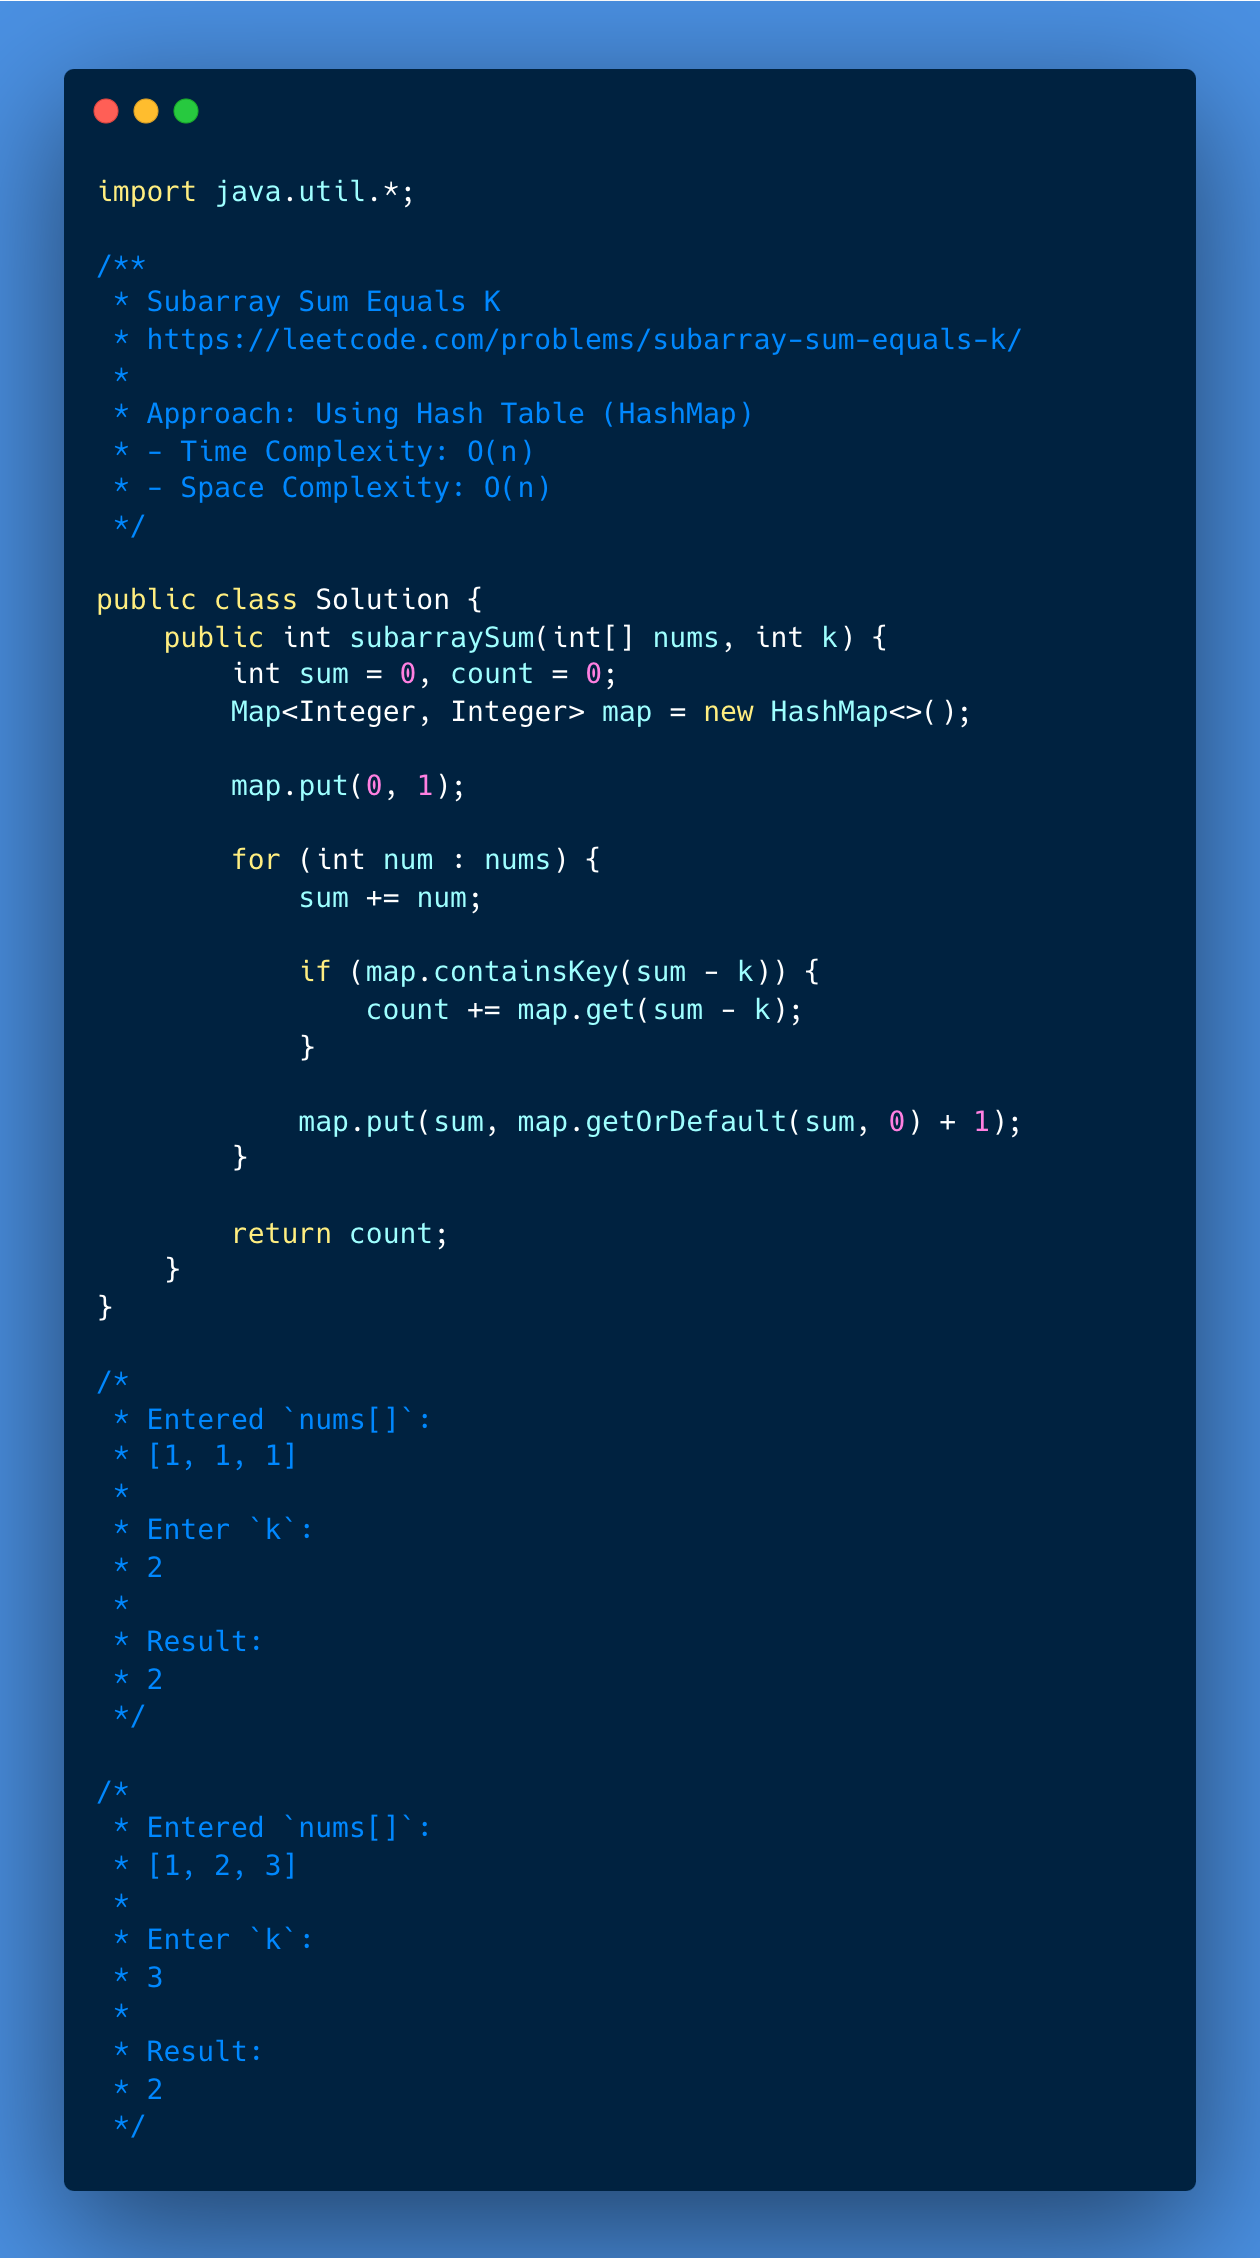 import java.util.*;

/**
 * Subarray Sum Equals K
 * https://leetcode.com/problems/subarray-sum-equals-k/
 *
 * Approach: Using Hash Table (HashMap)
 * - Time Complexity: O(n)
 * - Space Complexity: O(n)
 */

public class Solution {
    public int subarraySum(int[] nums, int k) {
        int sum = 0, count = 0;
        Map<Integer, Integer> map = new HashMap<>();

        map.put(0, 1);

        for (int num : nums) {
            sum += num;

            if (map.containsKey(sum - k)) {
                count += map.get(sum - k);
            }

            map.put(sum, map.getOrDefault(sum, 0) + 1);
        }

        return count;
    }
}

/*
 * Entered `nums[]`:
 * [1, 1, 1]
 *
 * Enter `k`:
 * 2
 *
 * Result:
 * 2
 */

/*
 * Entered `nums[]`:
 * [1, 2, 3]
 *
 * Enter `k`:
 * 3
 *
 * Result:
 * 2
 */